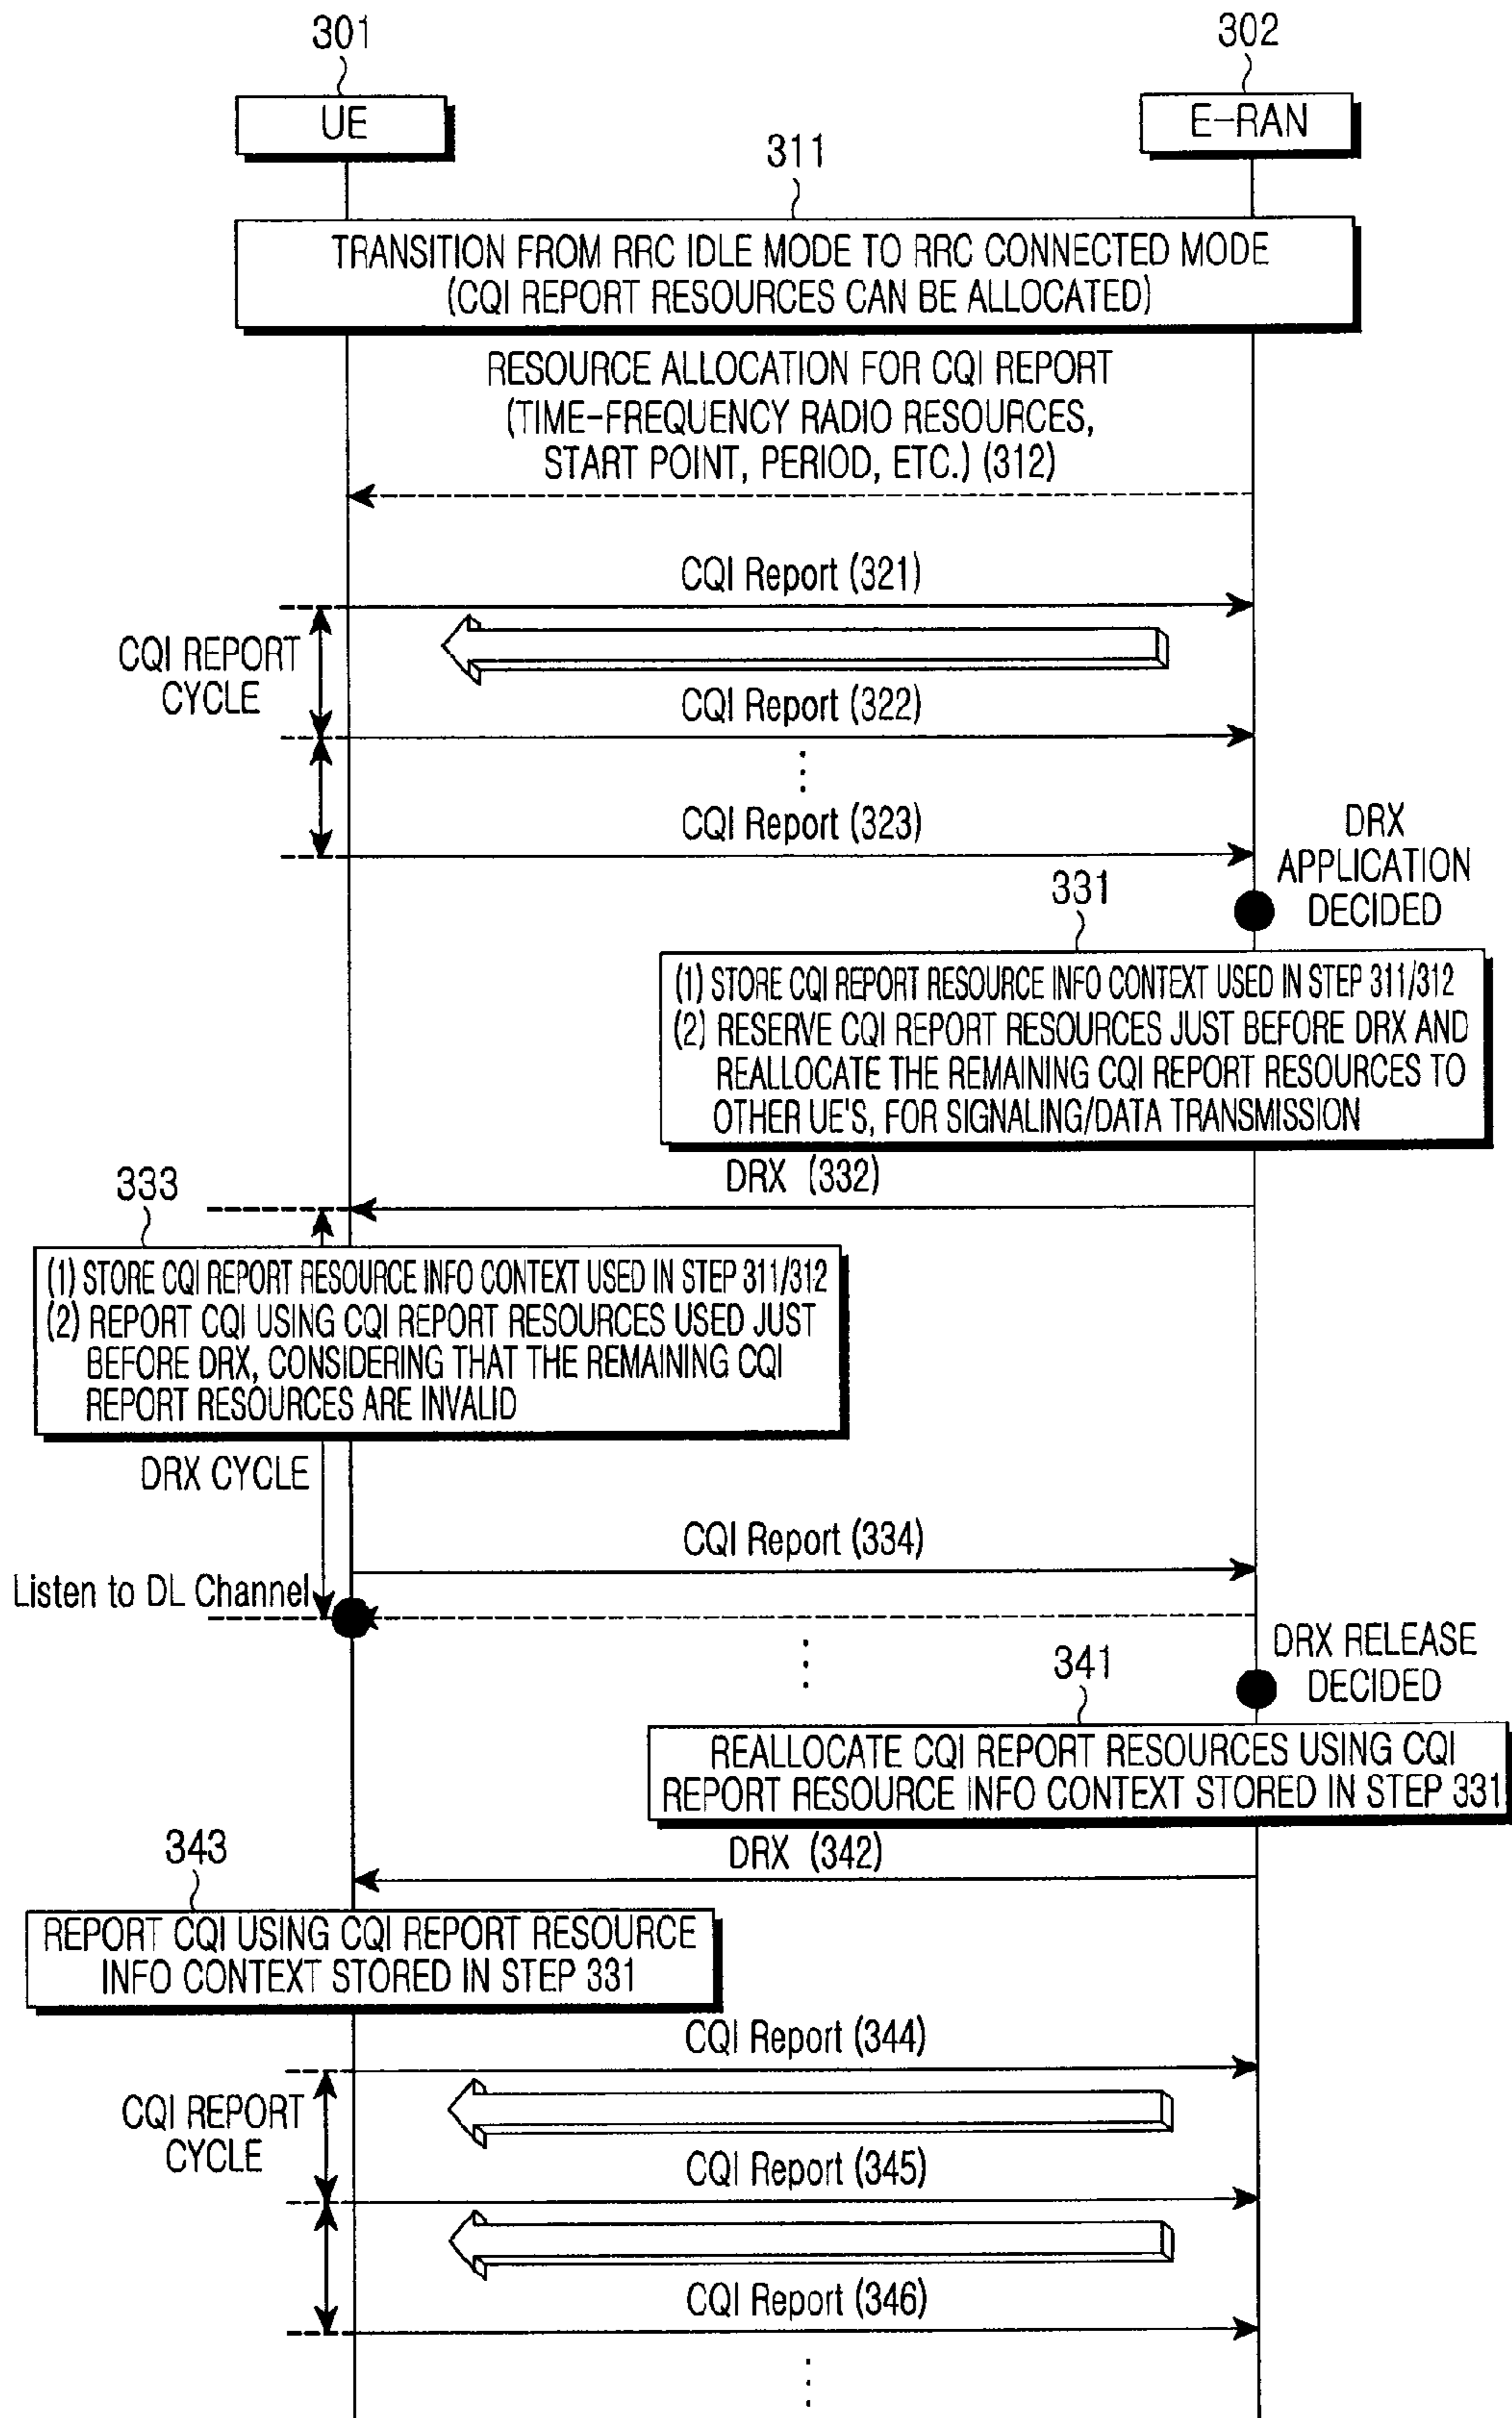 301
302
UE
E-RAN
311
TRANSITION FROM RRC IDLE MODE TO RRC CONNECTED MODE
(CQI REPORT RESOURCES CAN BE ALLOCATED)
RESOURCE ALLOCATION FOR CQI REPORT
(TIME-FREQUENCY RADIO RESOURCES,
START POINT, PERIOD, ETC.) (312)
CQI Report (321)
CQI REPORT
CYCLE
CQI Report (322)
CQI Report (323)
DRX
APPLICATION
DECIDED
331
(1) STORE CQI REPORT RESOURCE INFO CONTEXT USED IN STEP 311/312
(2) RESERVE CQI REPORT RESOURCES JUST BEFORE DRX AND
REALLOCATE THE REMAINING CQI REPORT RESOURCES TO
OTHER UE'S, FOR SIGNALING/DATA TRANSMISSION
DRX (332)
333
(1) STORE CQI REPORT RESOURCE INFO CONTEXT USED IN STEP 311/312
(2) REPORT CQI USING CQI REPORT RESOURCES USED JUST
BEFORE DRX, CONSIDERING THAT THE REMAINING CQI
REPORT RESOURCES ARE INVALID
DRX CYCLE
CQI Report (334)
Listen to DL Channel
DRX RELEASE
DECIDED
341
REALLOCATE CQI REPORT RESOURCES USING CQI
REPORT RESOURCE INFO CONTEXT STORED IN STEP 331
DRX (342)
343
REPORT CQI USING CQI REPORT RESOURCE
INFO CONTEXT STORED IN STEP 331
CQI Report (344)
CQI REPORT
CYCLE
CQI Report (345)
CQI Report (346)